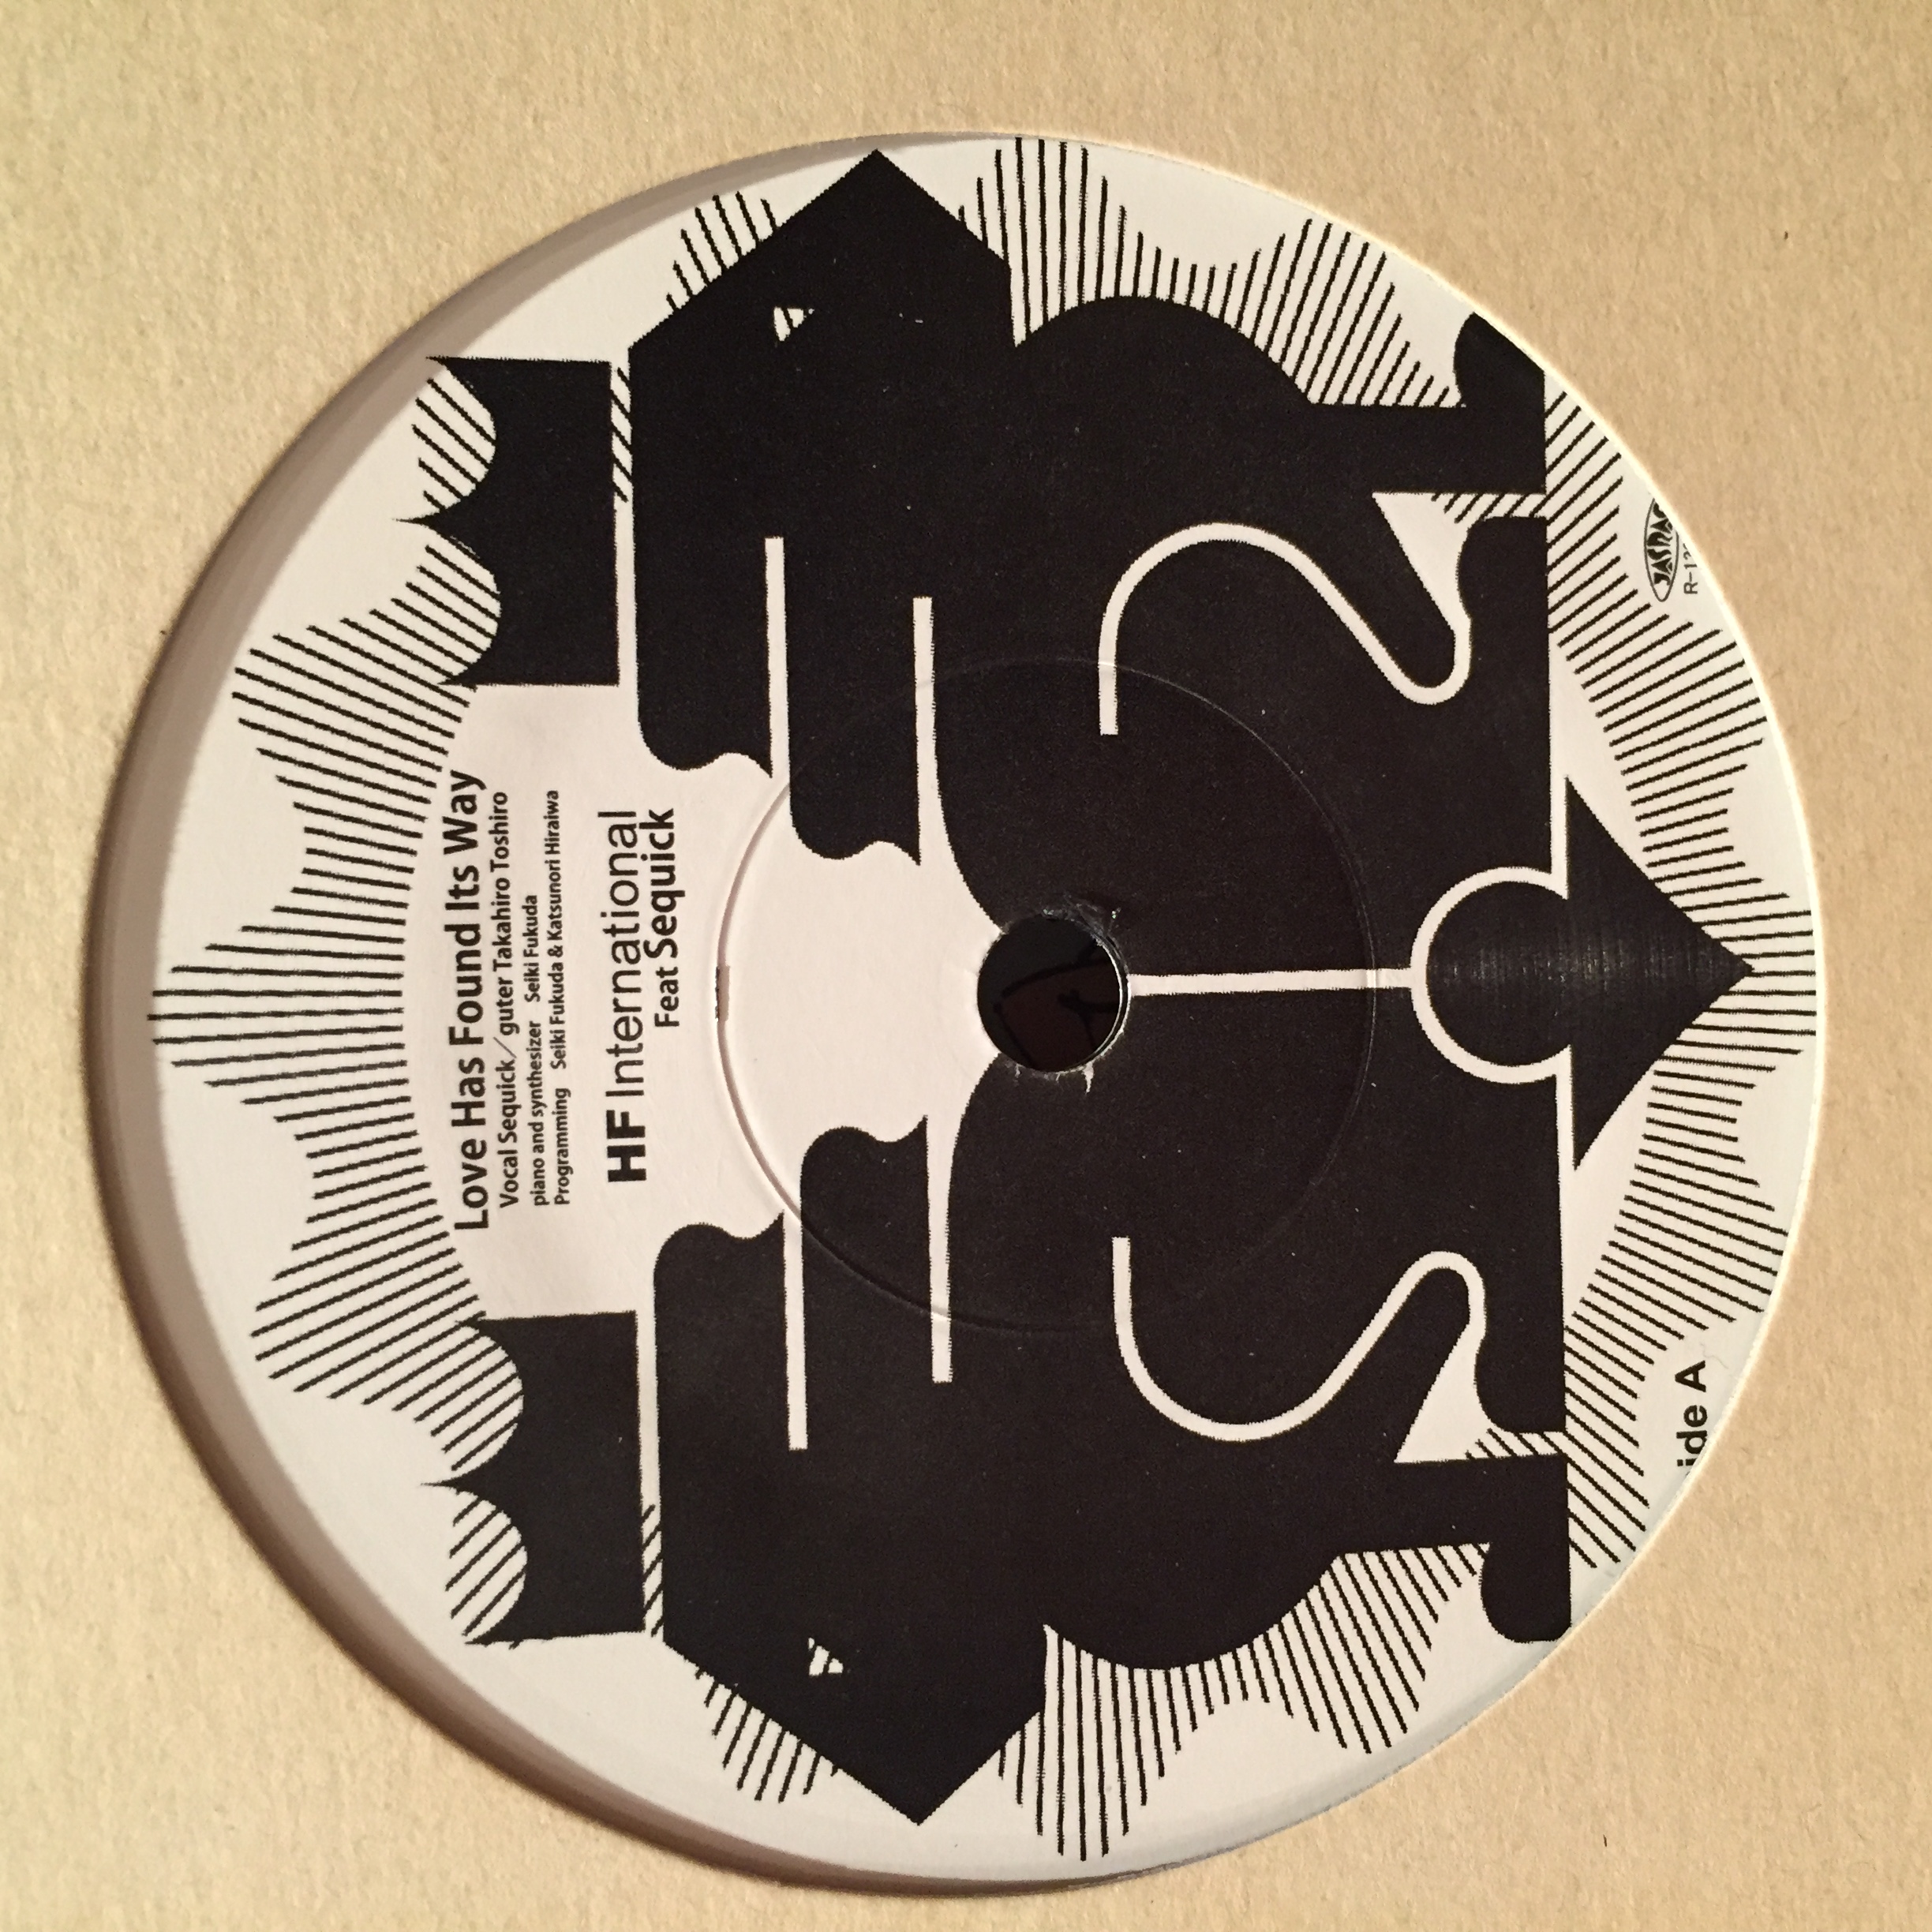 Love Has Found Its Way
Vocal Sequick／guter Takahiro Toshiro
piano and synthesizer Seiki Fukuda
Programming Seiki Fukuda & Katsunori Hiraiwa
HF International
Feat Sequick
ide A
JASRAC